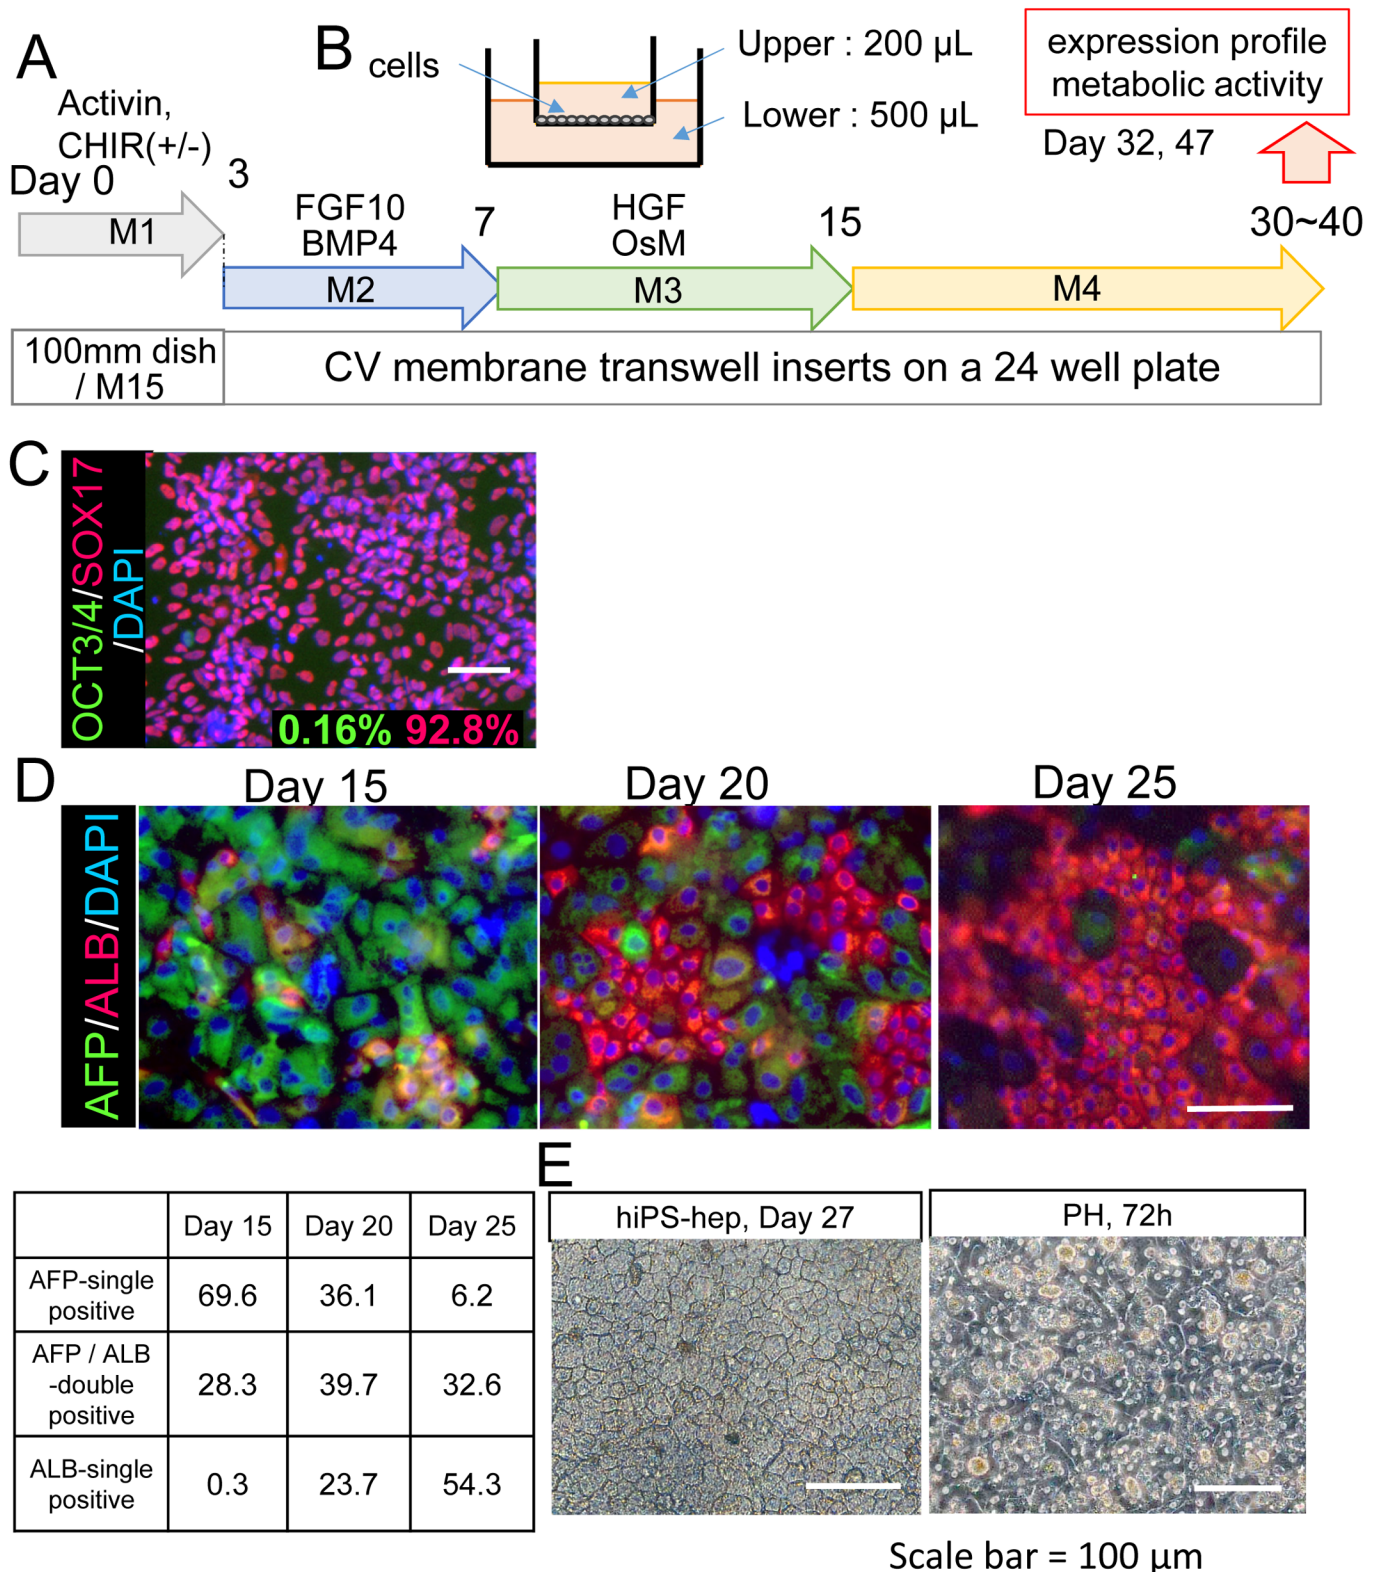 A
B
cells
Upper : 200 µL
Lower : 500 µL
expression profile
metabolic activity
Day 32, 47
Activin,
CHIR(+/-)
Day 0
3
7
15
30~40
M1
FGF10
BMP4
M2
HGF
OsM
M3
M4
100mm dish
/ M15
CV membrane transwell inserts on a 24 well plate
C
OCT3/4/SOX17
/DAPI
0.16% 92.8%
D
Day 15
Day 20
Day 25
AFP/ALB/DAPI
Day 15 Day 20 Day 25
AFP-single
positive
69.6 36.1 6.2
AFP / ALB
-double
positive
28.3 39.7 32.6
ALB-single
positive
0.3 23.7 54.3
E
hiPS-hep, Day 27
PH, 72h
Scale bar = 100 µm